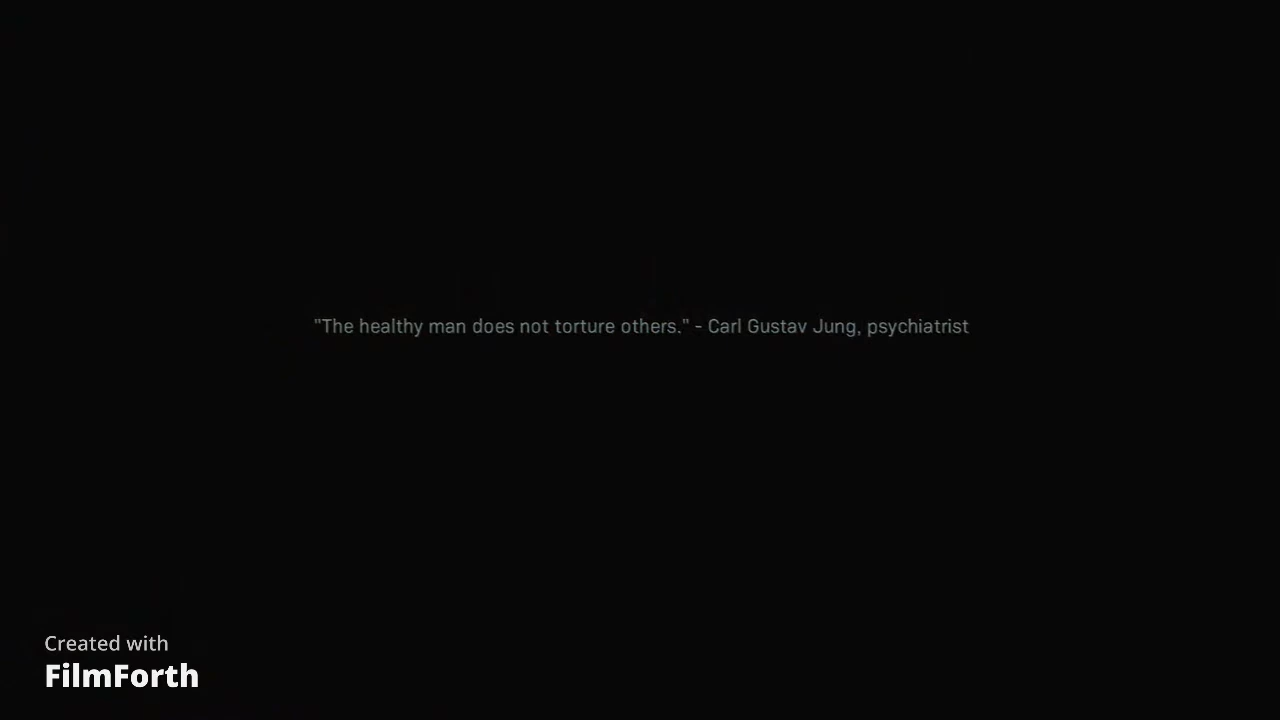 "The healthy man does not torture others." - Carl Gustav Jung, psychiatrist
Created with
FilmForth